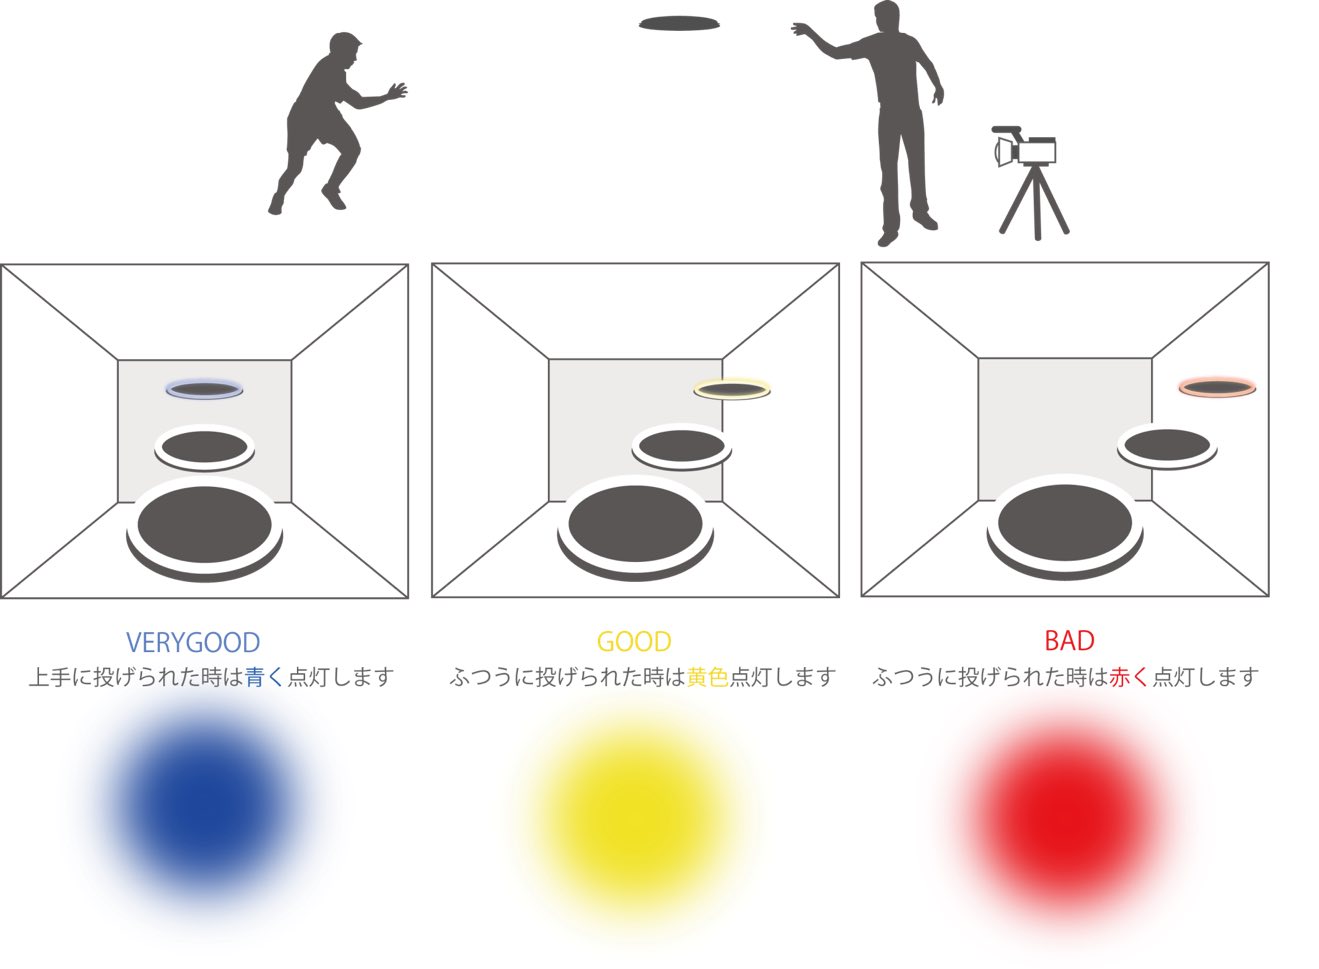 VERYGOOD
上手に投げられた時は青く点灯します
GOOD
ふつうに投げられた時は黄色点灯します
BAD
ふつうに投げられた時は赤く点灯します